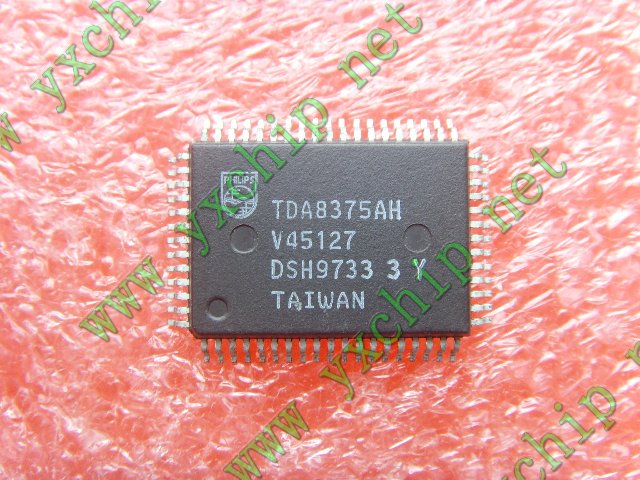 www.yxchip.net
www.yxchip.net
www.yxchip.net
PHILIPS
TDA8375AH
V45127
DSH9733 3 Y
TAIWAN